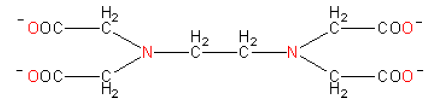 H₂ H₂
⁻OOC—C C—COO⁻
N—C—C—N
H₂ H₂
⁻OOC—C C—COO⁻
H₂ H₂